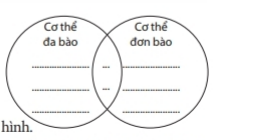 Cơ thể
đa bào
Cơ thể
đơn bào
...
...
hình.